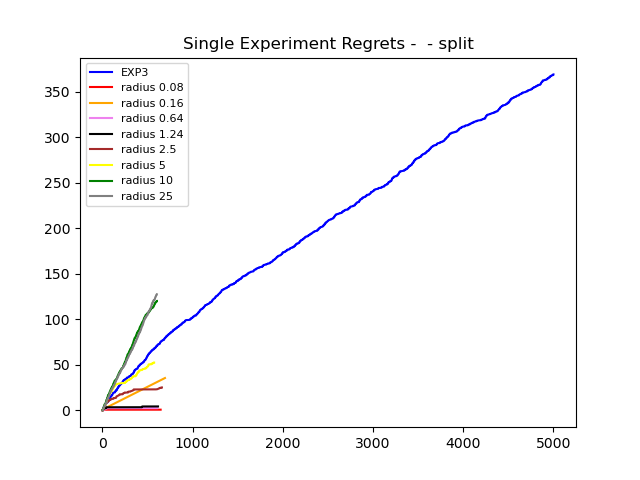 Single Experiment Regrets -  - split
EXP3
radius 0.08
radius 0.16
radius 0.64
radius 1.24
radius 2.5
radius 5
radius 10
radius 25
350
300
250
200
150
100
50
0
0 1000 2000 3000 4000 5000